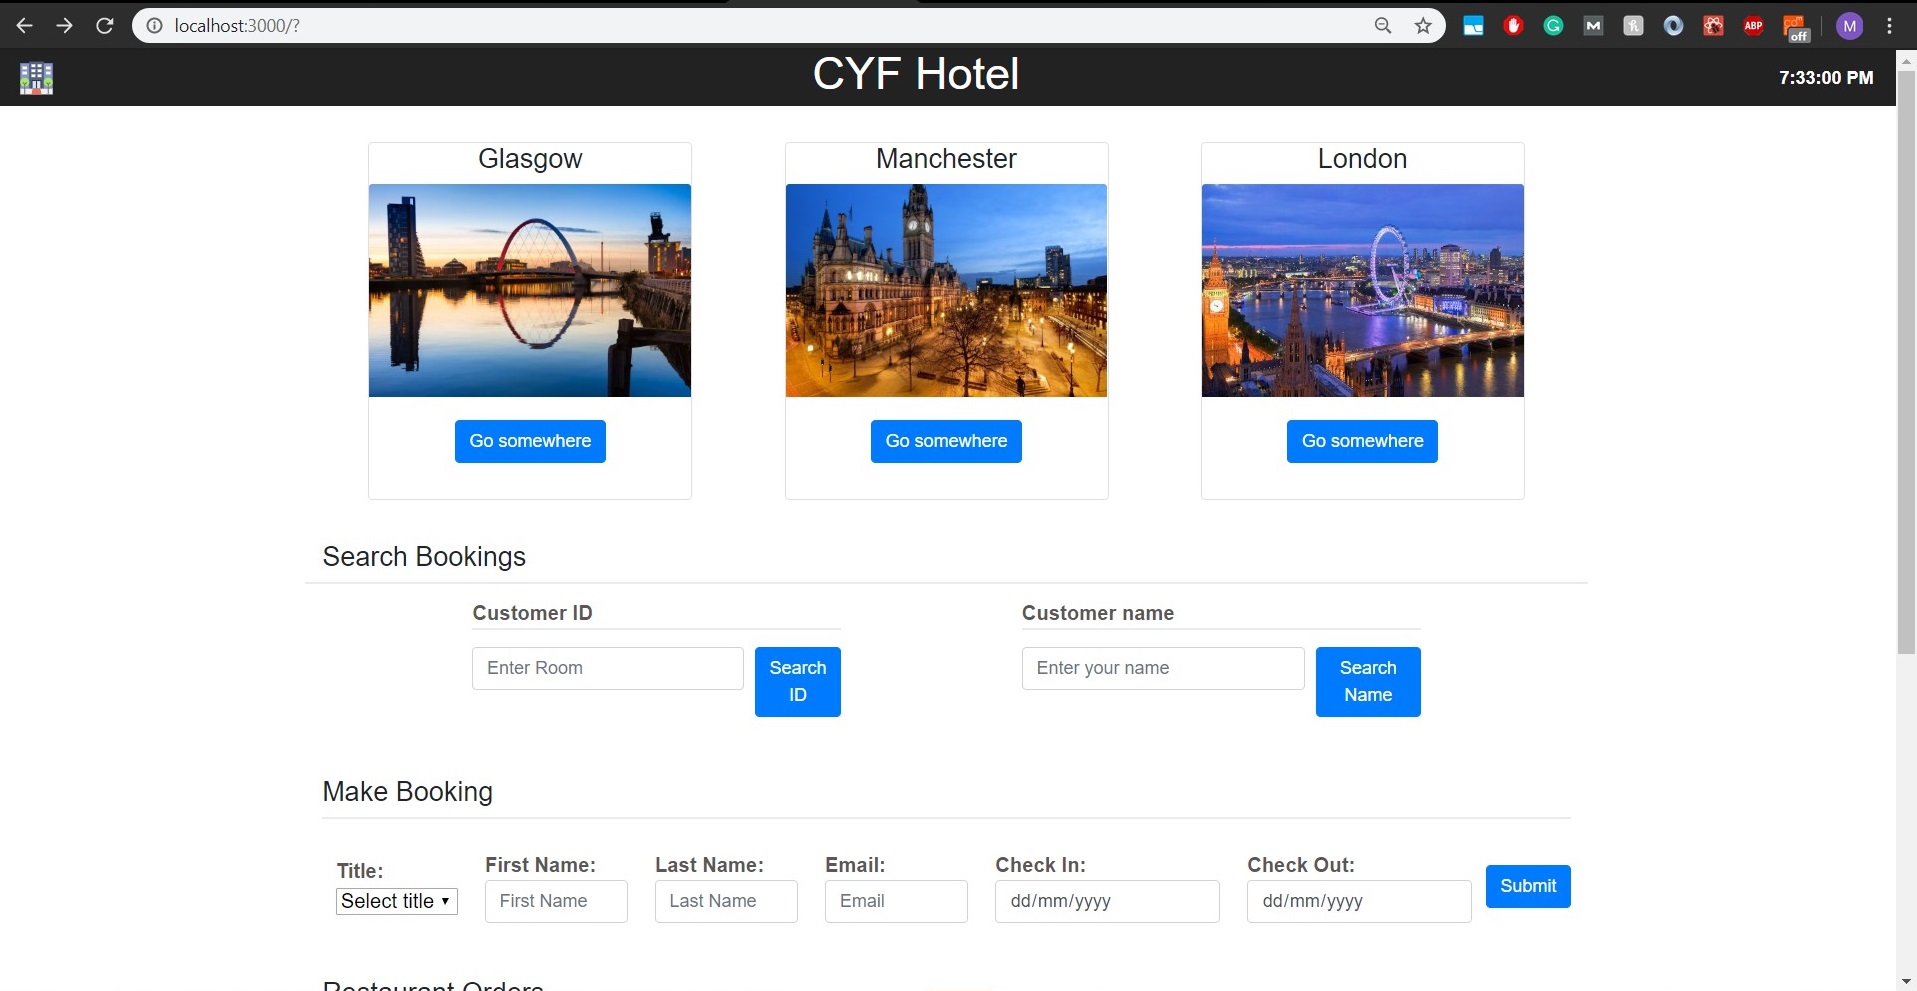 localhost:3000/?
ABP
off
M
CYF Hotel
7:33:00 PM
Glasgow
Manchester
London
Go somewhere
Go somewhere
Go somewhere
Search Bookings
Customer ID
Customer name
Enter Room
Search ID
Enter your name
Search Name
Make Booking
Title:
First Name:
Last Name:
Email:
Check In:
Check Out:
Select title
First Name
Last Name
Email
dd/mm/yyyy
dd/mm/yyyy
Submit
Restaurant Orders